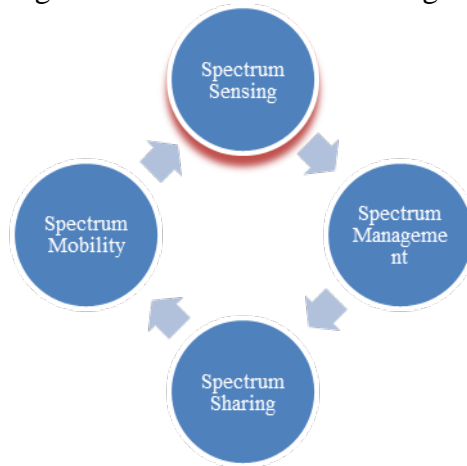 Spectrum
Sensing
Spectrum
Manageme
nt
Spectrum
Sharing
Spectrum
Mobility